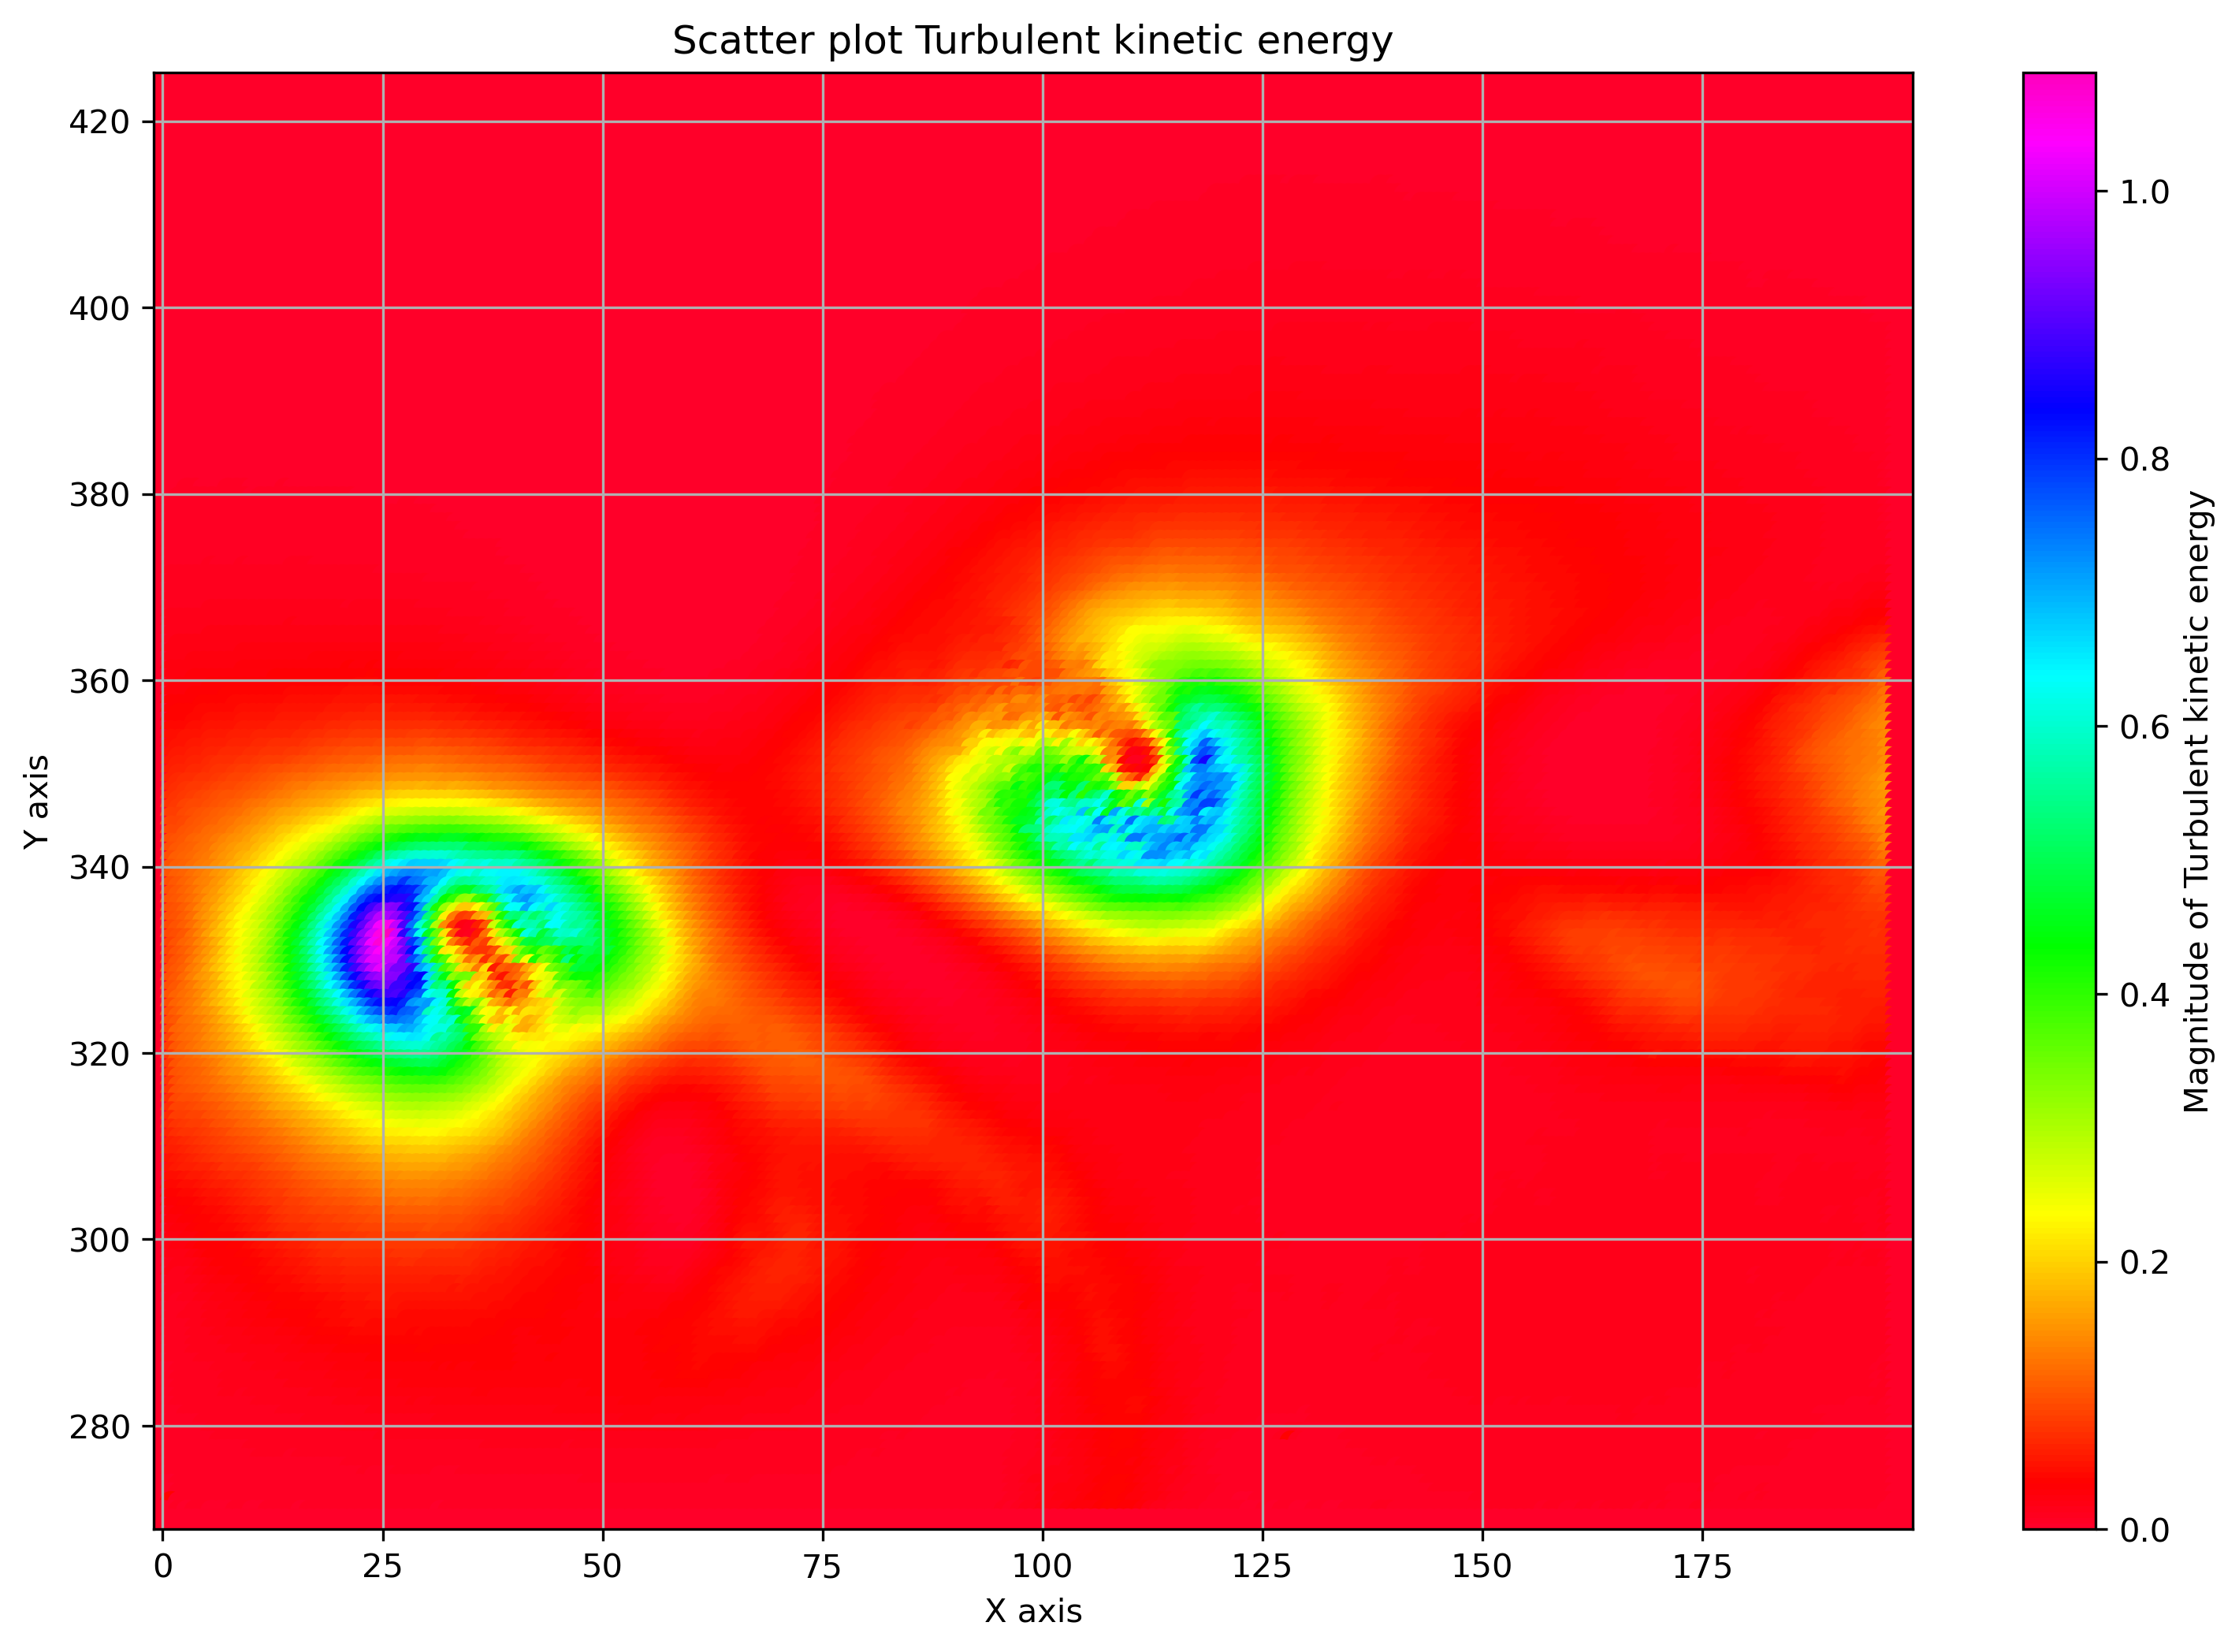 Scatter plot Turbulent kinetic energy
420
400
380
360
340
320
300
280
Y axis
0 25 50 75 100 125 150 175
X axis
1.0
0.8
0.6
0.4
0.2
0.0
Magnitude of Turbulent kinetic energy